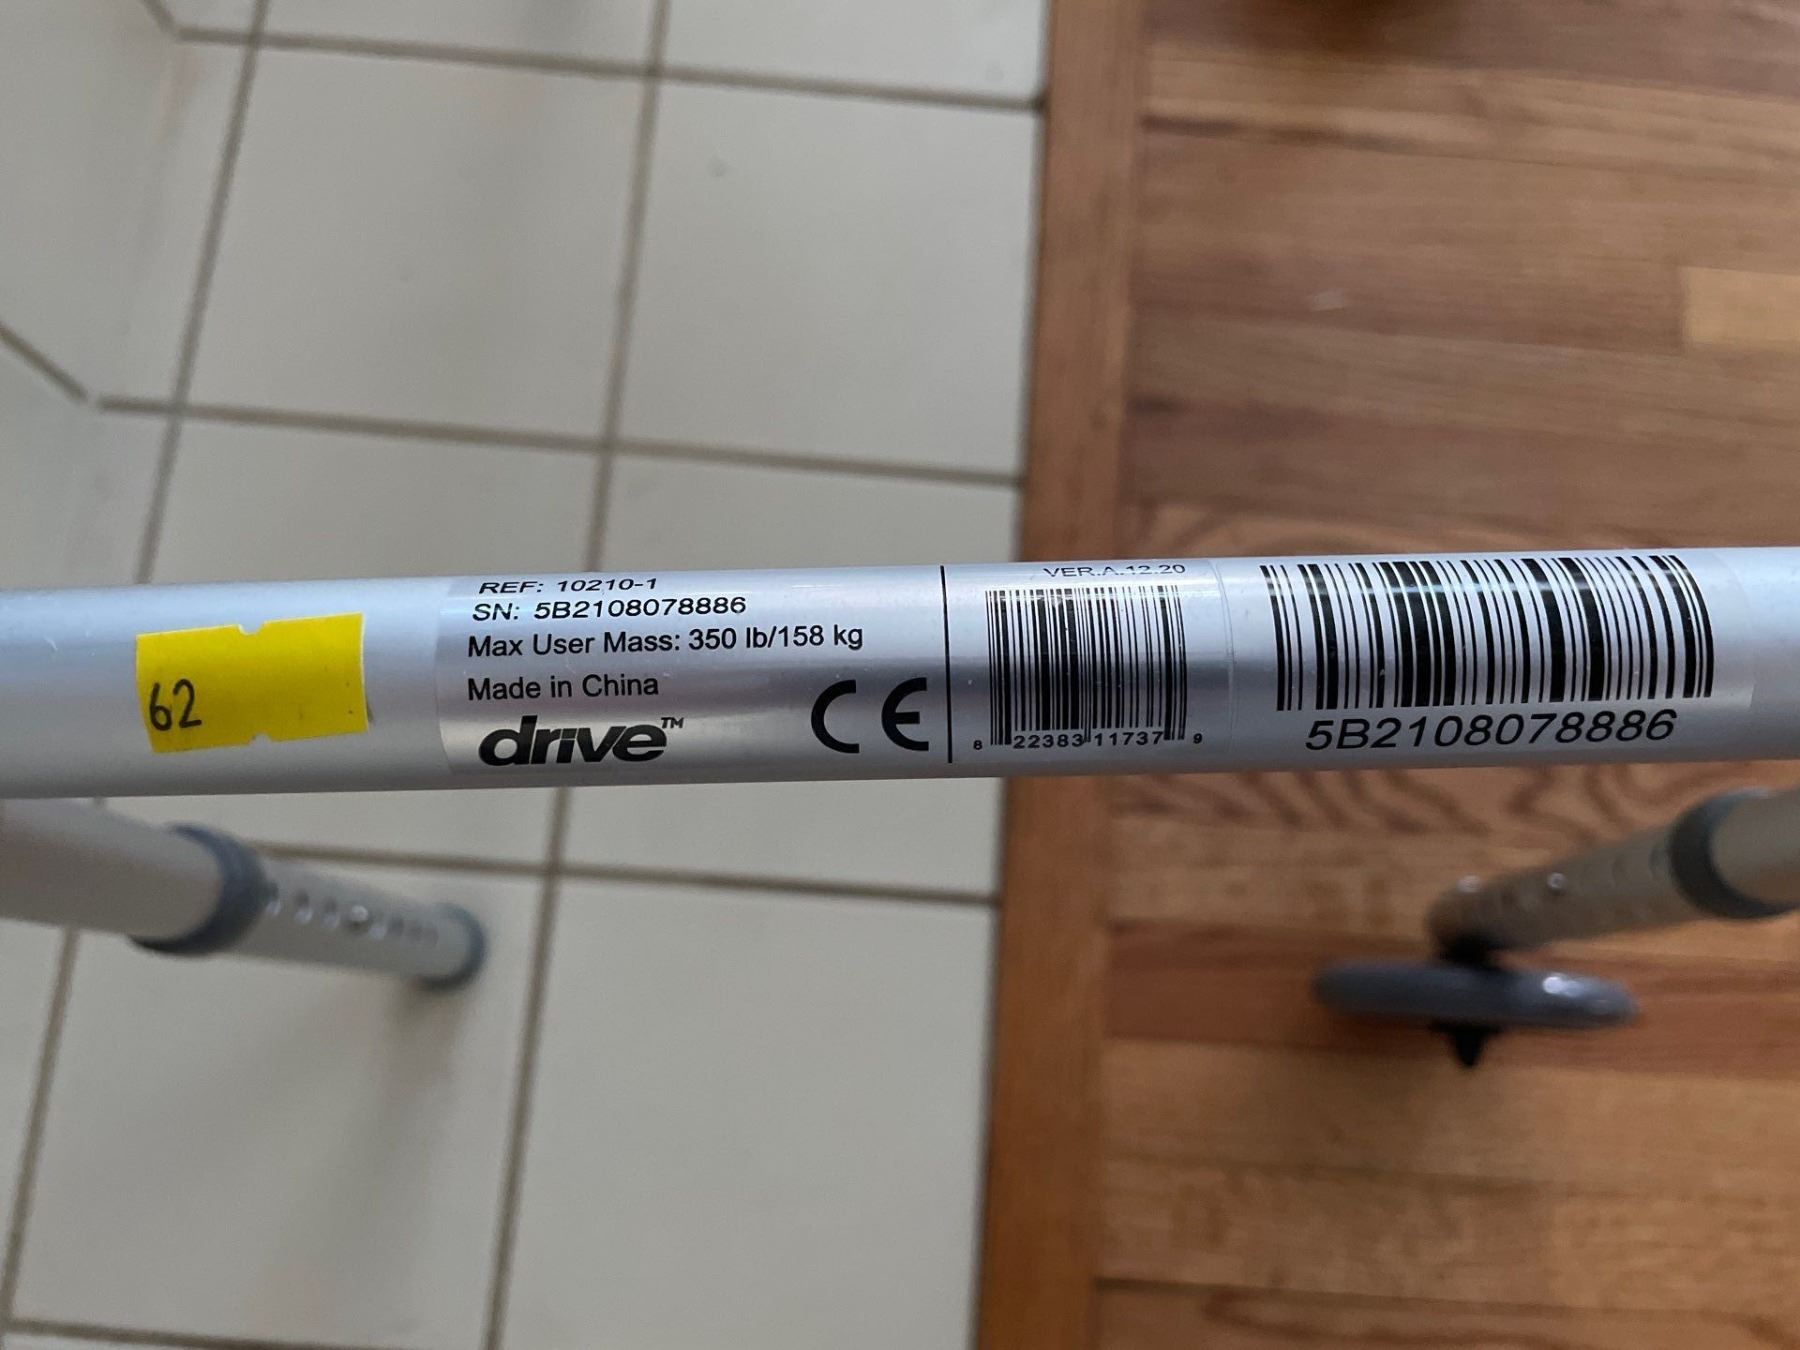 62
REF: 10210-1
SN: 5B2108078886
Max User Mass: 350 lb/158 kg
Made in China
drive™
CE
VER.A.12.20
8 22383 11737 9
5B2108078886